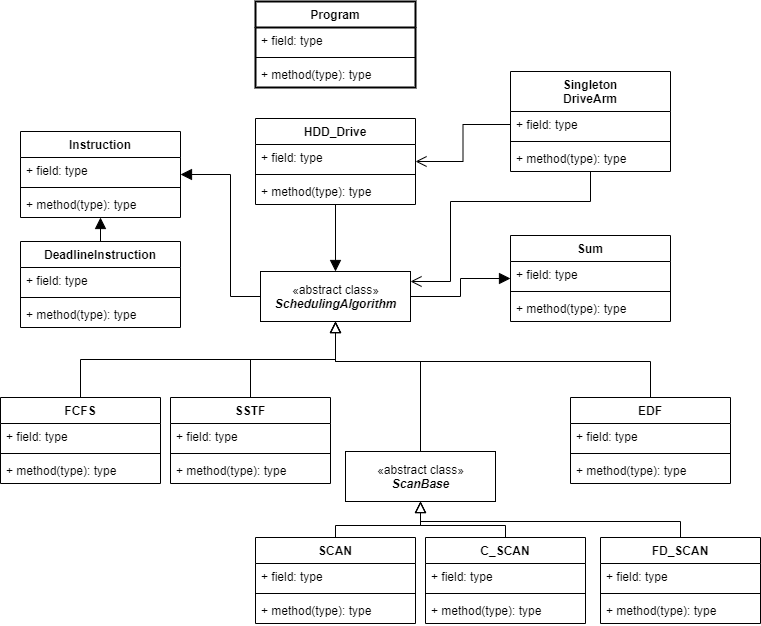 Program
+ field: type
+ method(type): type
Singleton
DriveArm
+ field: type
+ method(type): type
HDD_Drive
+ field: type
+ method(type): type
Instruction
+ field: type
+ method(type): type
DeadlineInstruction
+ field: type
+ method(type): type
Sum
+ field: type
+ method(type): type
«abstract class»
SchedulingAlgorithm
FCFS
+ field: type
+ method(type): type
SSTF
+ field: type
+ method(type): type
EDF
+ field: type
+ method(type): type
«abstract class»
ScanBase
SCAN
+ field: type
+ method(type): type
C_SCAN
+ field: type
+ method(type): type
FD_SCAN
+ field: type
+ method(type): type